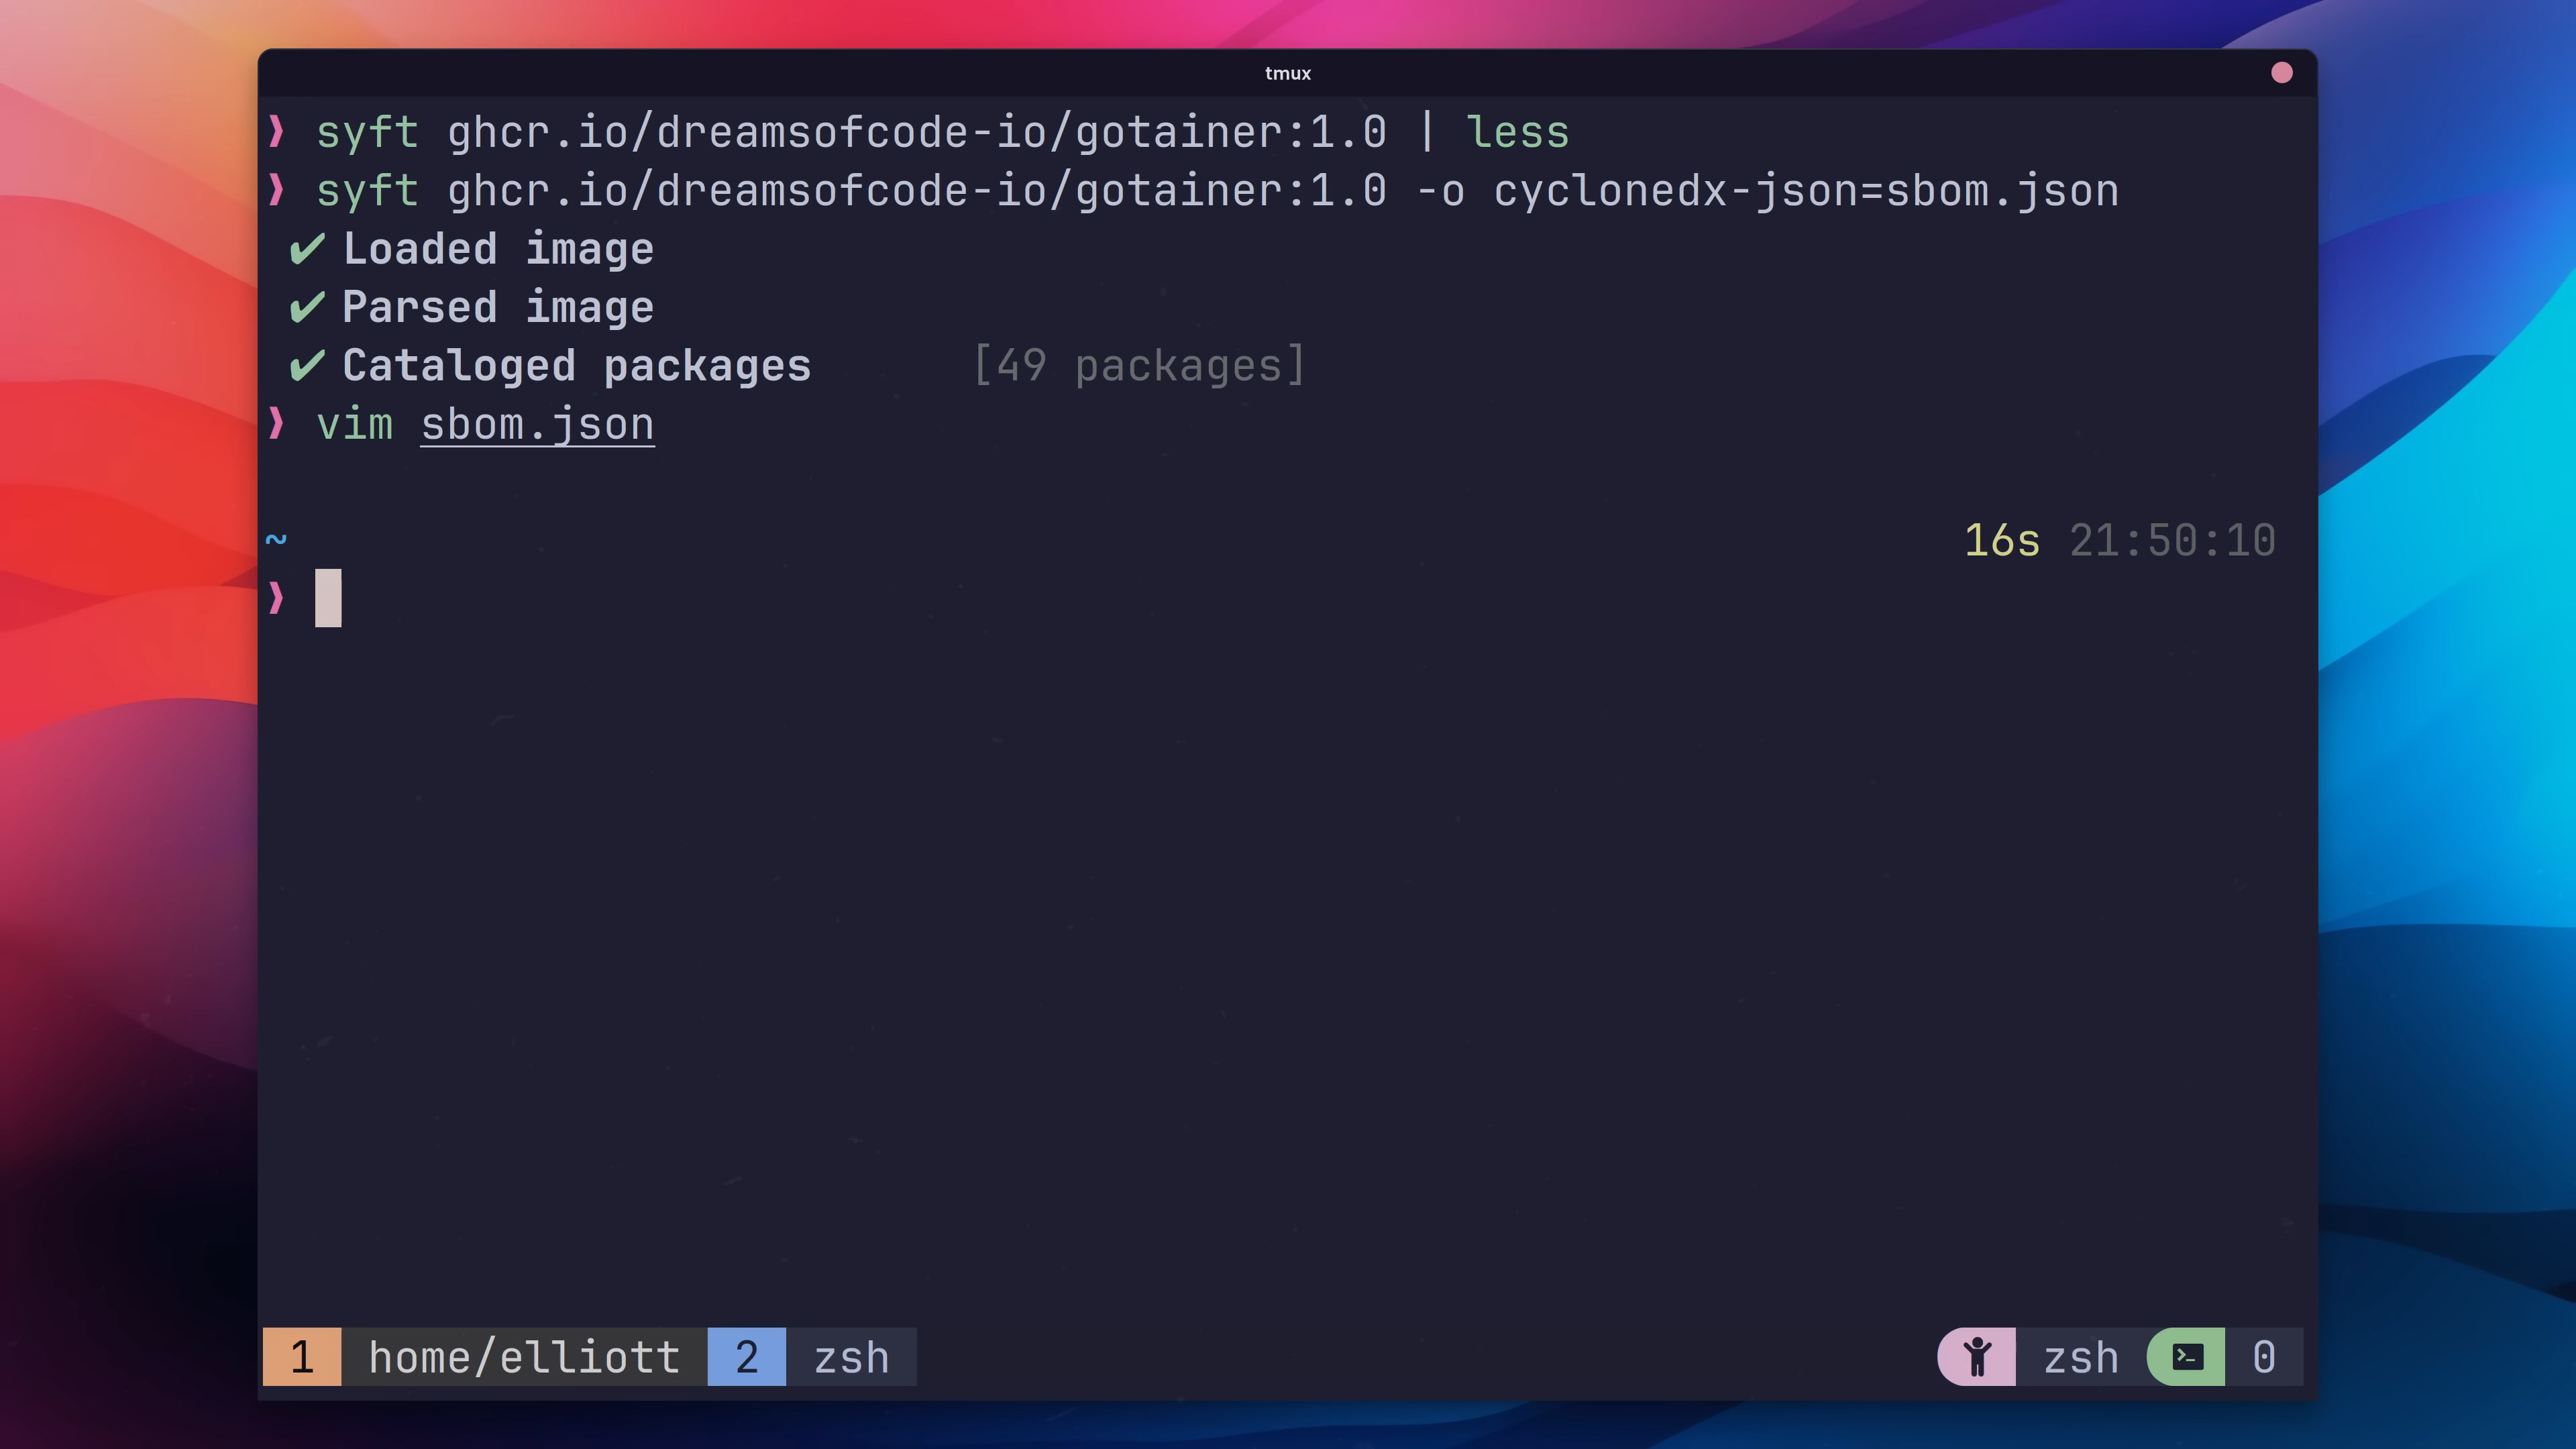 tmux
❱ syft ghcr.io/dreamsofcode-io/gotainer:1.0 | less
❱ syft ghcr.io/dreamsofcode-io/gotainer:1.0 -o cyclonedx-json=sbom.json
✔ Loaded image
✔ Parsed image
✔ Cataloged packages [49 packages]
❱ vim sbom.json
~ 16s 21:50:10
❱
1 home/elliott 2 zsh zsh 0